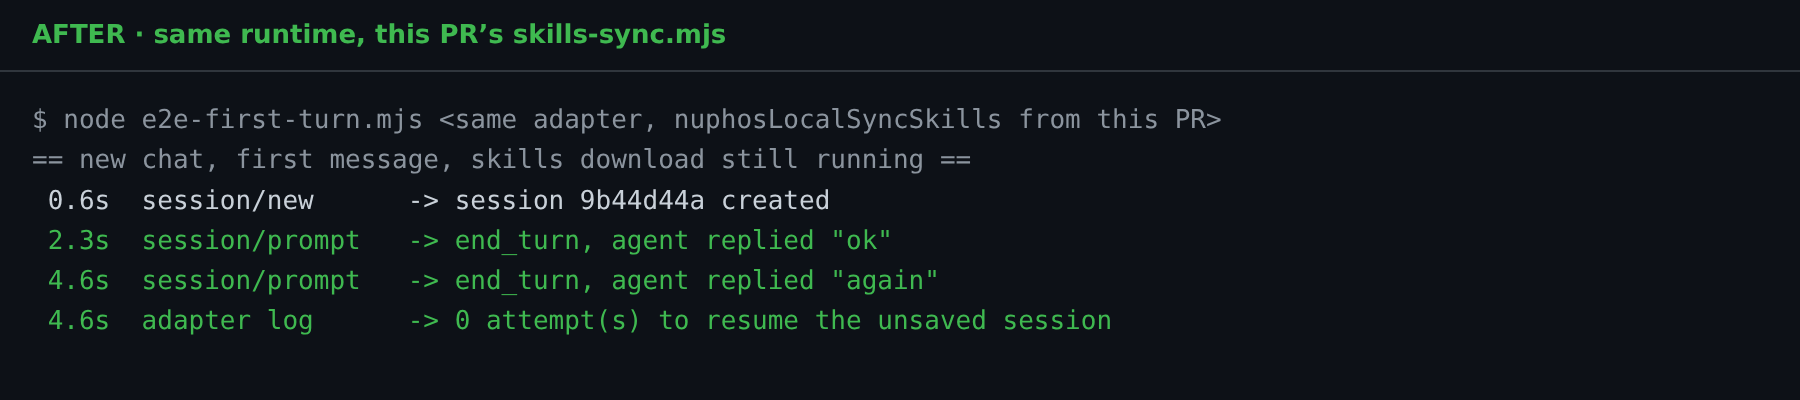 AFTER · same runtime, this PR’s skills-sync.mjs
$ node e2e-first-turn.mjs <same adapter, nuphosLocalSyncSkills from this PR>
== new chat, first message, skills download still running ==
0.6s  session/new      -> session 9b44d44a created
2.3s  session/prompt   -> end_turn, agent replied "ok"
4.6s  session/prompt   -> end_turn, agent replied "again"
4.6s  adapter log      -> 0 attempt(s) to resume the unsaved session